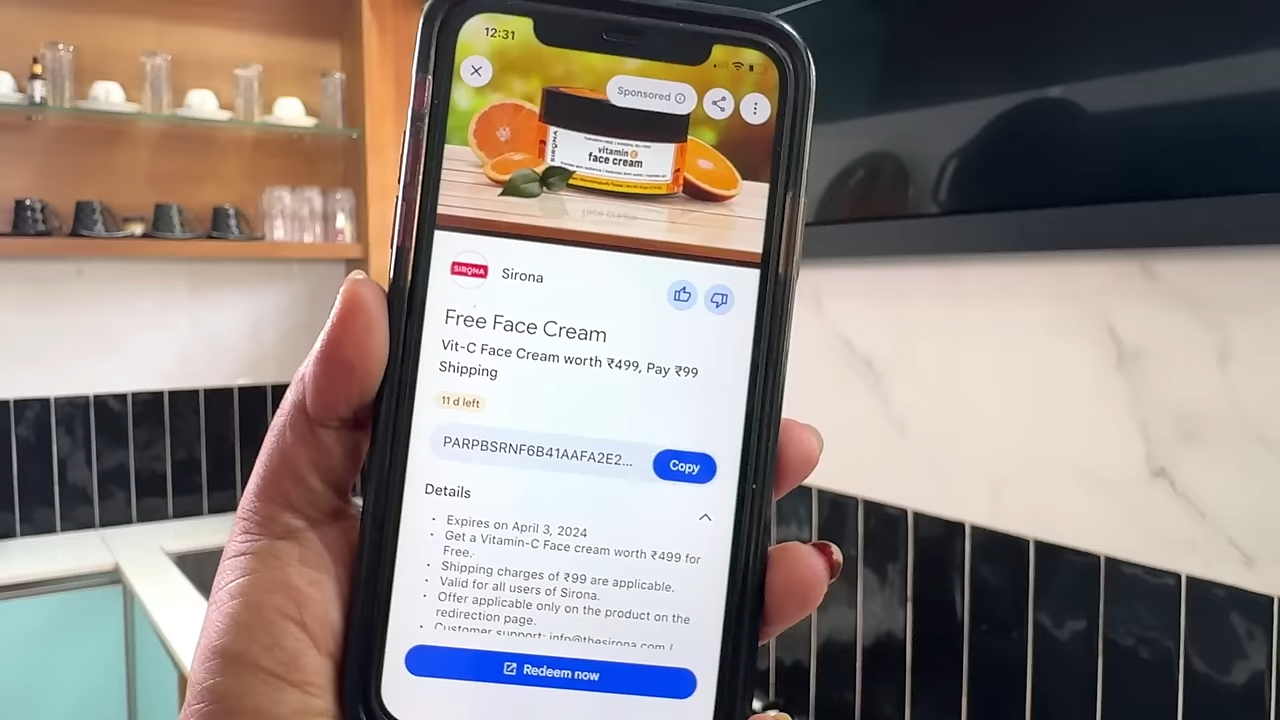 12:31
Sponsored
SIRONA
vitamin C
face cream
SIRONA
Sirona
Free Face Cream
Vit-C Face Cream worth ₹499, Pay ₹99
Shipping
11 d left
PARPBSRNF6B41AAFA2E2...
Copy
Details
• Expires on April 3, 2024
• Get a Vitamin-C Face cream worth ₹499 for
Free.
• Shipping charges of ₹99 are applicable.
• Valid for all users of Sirona.
• Offer applicable only on the product on the
redirection page.
• Customer support: info@thesirona.com /
Redeem now